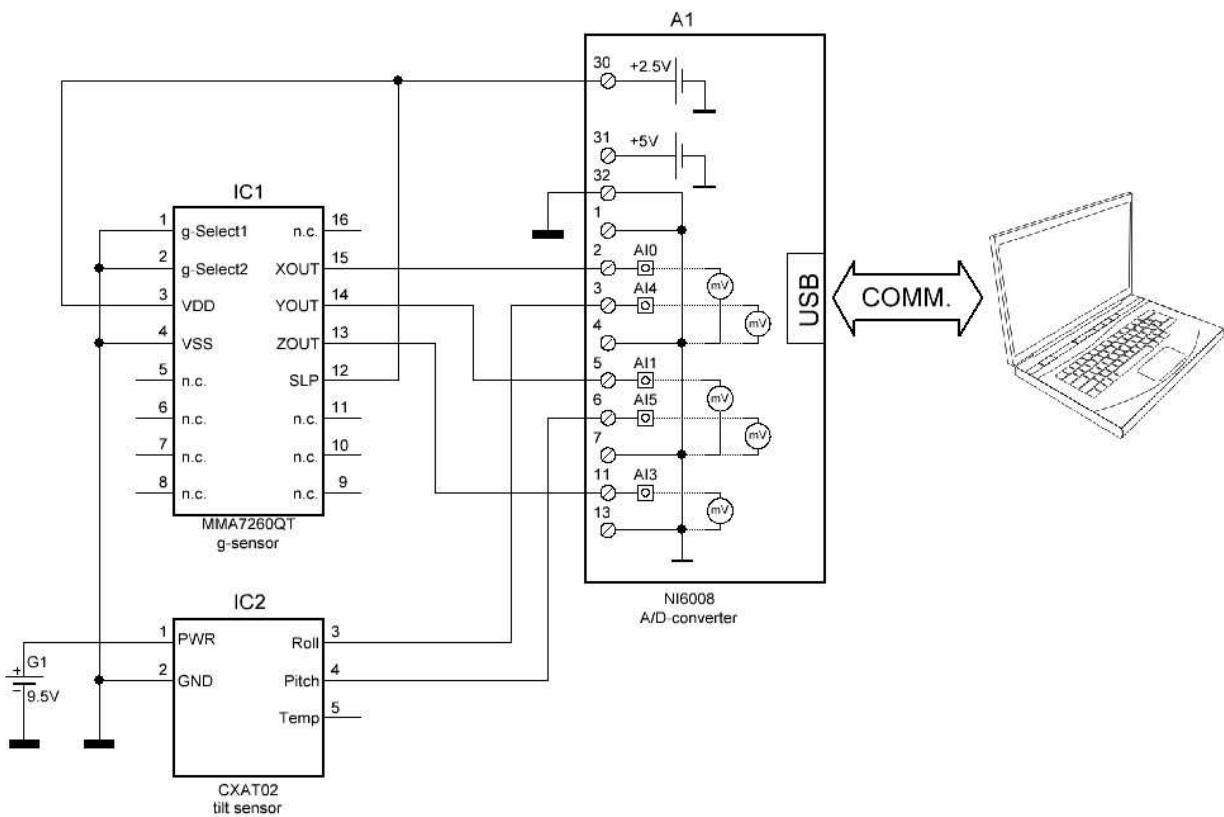 A1
30 +2.5V
31 +5V
32
1
2 AI0
mV
3 AI4
mV
4
5 AI1
mV
6 AI5
mV
7
11 AI3
mV
13
USB
COMM.
NI6008
A/D-converter
IC1
1 g-Select1 n.c. 16
2 g-Select2 XOUT 15
3 VDD YOUT 14
4 VSS ZOUT 13
5 n.c. SLP 12
6 n.c. n.c. 11
7 n.c. n.c. 10
8 n.c. n.c. 9
MMA7260QT
g-sensor
IC2
1 PWR Roll 3
2 GND Pitch 4
Temp 5
+ G1
− 9.5V
CXAT02
tilt sensor